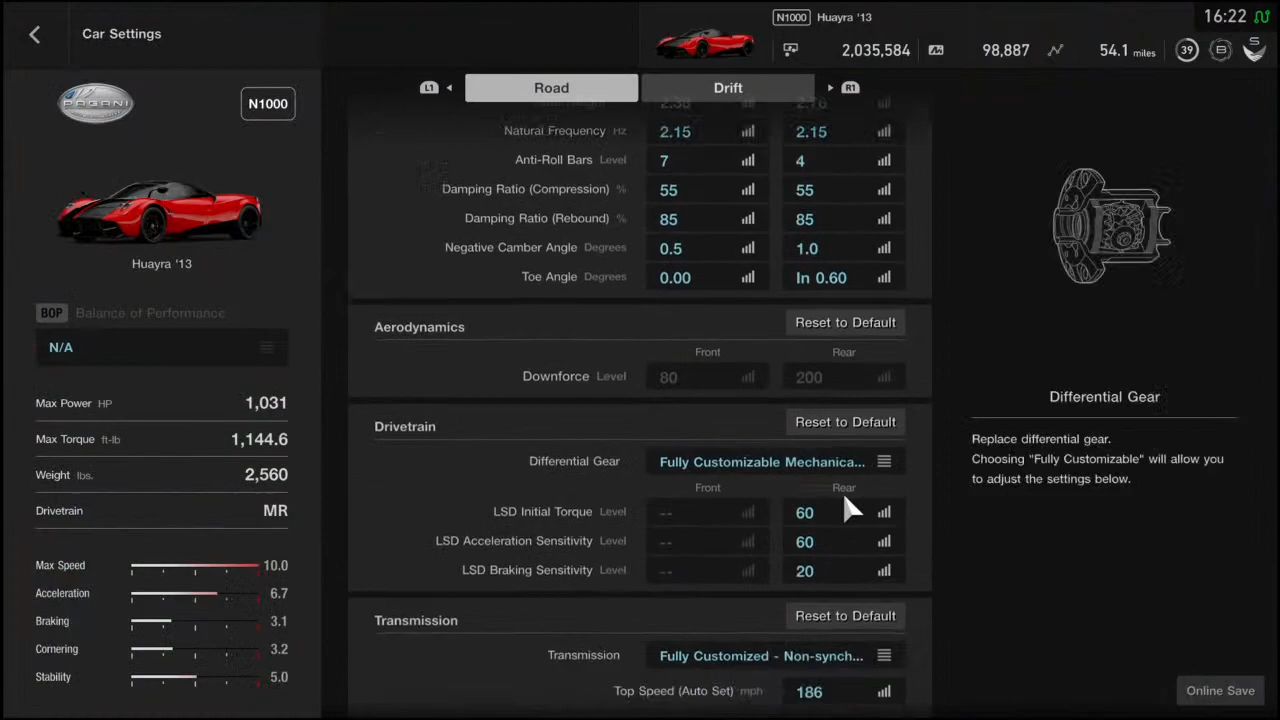 16:22
Car Settings
N1000 Huayra '13
2,035,584 98,887 54.1 miles 39 B S
L1 Road Drift R1
PAGANI
N1000
Huayra '13
BOP Balance of Performance
N/A
Max Power HP 1,031
Max Torque ft-lb 1,144.6
Weight lbs. 2,560
Drivetrain MR
Max Speed 10.0
Acceleration 6.7
Braking 3.1
Cornering 3.2
Stability 5.0
Natural Frequency Hz 2.15 2.15
Anti-Roll Bars Level 7 4
Damping Ratio (Compression) % 55 55
Damping Ratio (Rebound) % 85 85
Negative Camber Angle Degrees 0.5 1.0
Toe Angle Degrees 0.00 In 0.60
Aerodynamics Reset to Default
Front Rear
Downforce Level 80 200
Drivetrain Reset to Default
Differential Gear Fully Customizable Mechanica...
Front Rear
LSD Initial Torque Level -- 60
LSD Acceleration Sensitivity Level -- 60
LSD Braking Sensitivity Level -- 20
Transmission Reset to Default
Transmission Fully Customized - Non-synch...
Top Speed (Auto Set) mph 186
Differential Gear
Replace differential gear.
Choosing "Fully Customizable" will allow you
to adjust the settings below.
Online Save